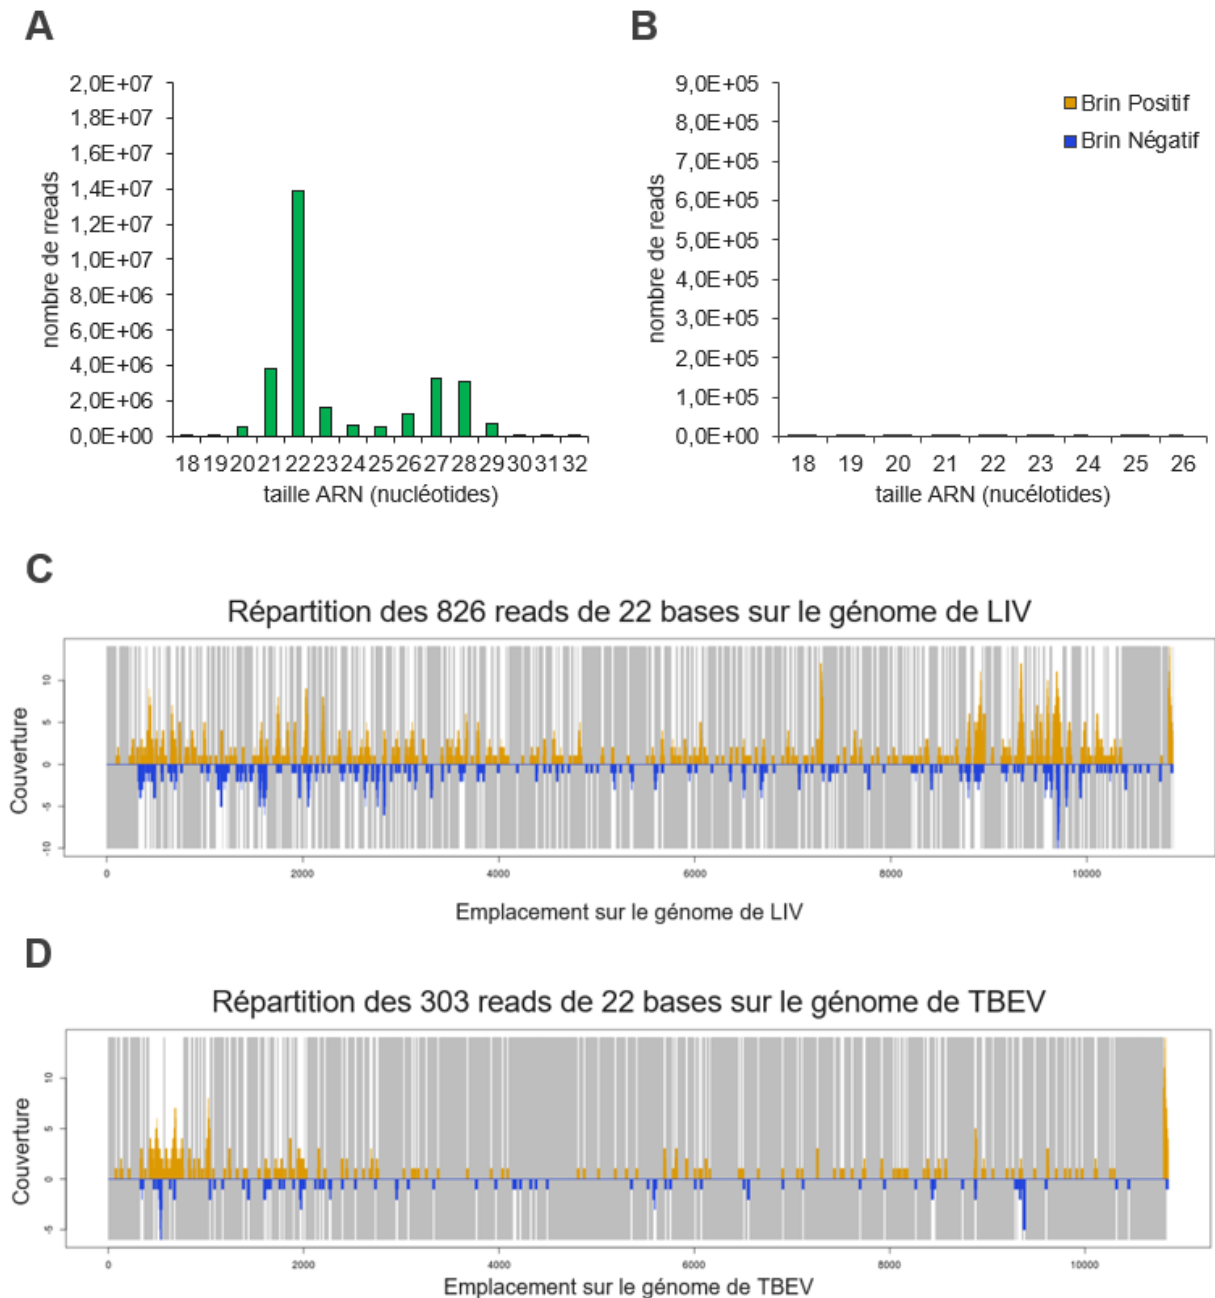 A
B
2,0E+07
1,8E+07
1,6E+07
1,4E+07
1,2E+07
1,0E+07
8,0E+06
6,0E+06
4,0E+06
2,0E+06
0,0E+00
nombre de rreads
18 19 20 21 22 23 24 25 26 27 28 29 30 31 32
taille ARN (nucléotides)
9,0E+05
8,0E+05
7,0E+05
6,0E+05
5,0E+05
4,0E+05
3,0E+05
2,0E+05
1,0E+05
0,0E+00
nombre de reads
Brin Positif
Brin Négatif
18 19 20 21 22 23 24 25 26
taille ARN (nucélotides)
C
Répartition des 826 reads de 22 bases sur le génome de LIV
Couverture
10
5
0
-5
-10
0 2000 4000 6000 8000 10000
Emplacement sur le génome de LIV
D
Répartition des 303 reads de 22 bases sur le génome de TBEV
Couverture
10
5
0
-5
0 2000 4000 6000 8000 10000
Emplacement sur le génome de TBEV